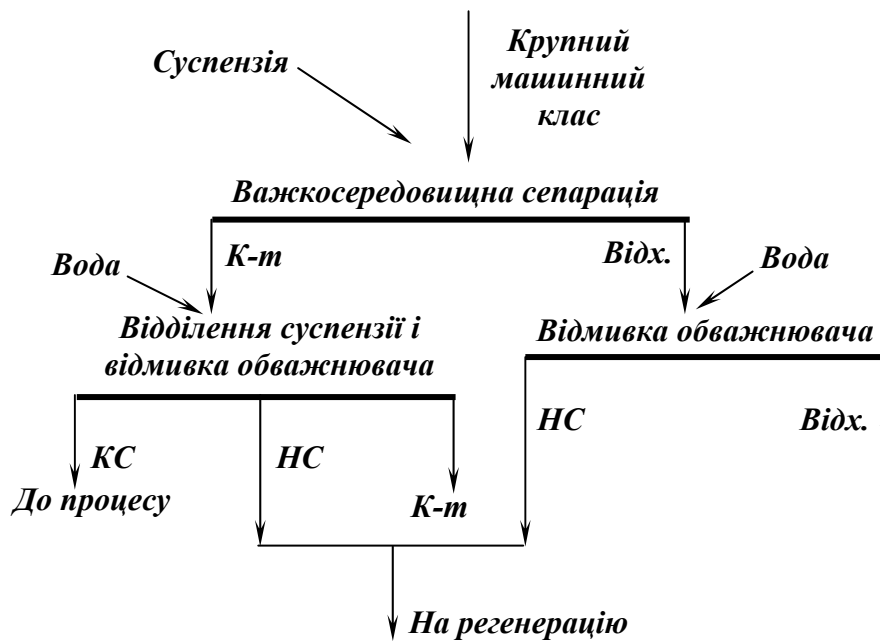 Суспензія
Крупний
машинний
клас
Важкосередовищна сепарація
К-т
Відх.
Вода
Вода
Відділення суспензії і
відмивка обважнювача
Відмивка обважнювача
КС
НС
НС
Відх.
До процесу
К-т
На регенерацію